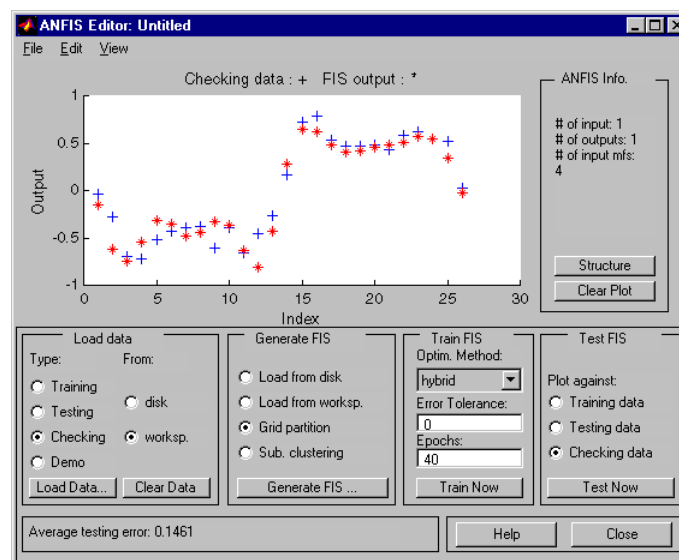 ANFIS Editor: Untitled
File Edit View
Checking data : + FIS output : *
1
0.5
0
-0.5
-1
Output
0 5 10 15 20 25 30
Index
ANFIS Info.
# of input: 1
# of outputs: 1
# of input mfs:
4
Structure
Clear Plot
Load data
Type: From:
Training
Testing
Checking
Demo
disk
worksp.
Load Data... Clear Data
Generate FIS
Load from disk
Load from worksp.
Grid partition
Sub. clustering
Generate FIS ...
Train FIS
Optim. Method:
hybrid
Error Tolerance:
0
Epochs:
40
Train Now
Test FIS
Plot against:
Training data
Testing data
Checking data
Test Now
Average testing error: 0.1461
Help Close